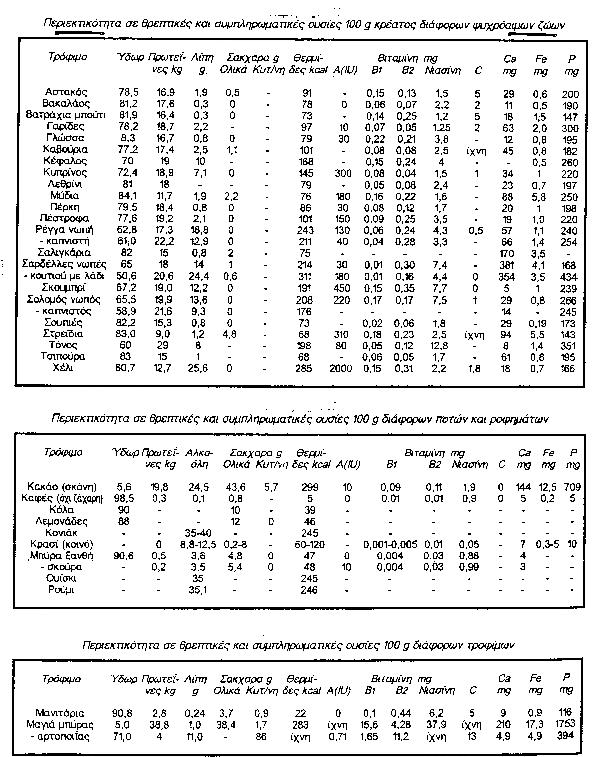 Περιεκτικότητα σε θρεπτικές και συμπληρωματικές ουσίες 100 g κρέατος διάφορων ψυχρόαιμων ζώων
Τρόφιμο Ύδωρ Πρωτεΐ- Λίπη Σακχαρα g Θερμί- Βιταμίνη mg Ca Fe P
νες kg g Ολικά Κυτ/νη δες kcal A(IU) B1 B2 Νιασίνη C mg mg mg
Αστακός 78,5 16,9 1,9 0,5 - 91 - 0,15 0,13 1,5 5 29 0,6 200
Βακαλάος 81,2 17,6 0,3 0 - 78 0 0,06 0,07 2,2 2 11 0,5 190
Βατράχια μπούτι 81,9 16,4 0,3 0 - 73 - 0,14 0,25 1,2 5 18 1,5 147
Γαρίδες 78,2 18,7 2,2 - - 97 10 0,07 0,05 1.25 2 63 2,0 300
Γλώσσα 8,3 16,7 0,8 0 - 79 30 0,22 0,21 3,8 - 12 0,8 195
Καβούρια 77,2 17,4 2,5 1,1 - 101 - 0,08 0,08 2,5 ίχνη 45 0,8 182
Κέφαλος 70 19 10 - - 168 - 0,15 0,24 4 - - 0,5 260
Κυπρίνος 72,4 18,9 7,1 0 - 145 300 0,08 0,04 1,5 1 34 1 220
Λεθρίνι 81 18 - - - 79 - 0,05 0,08 2,4 - 23 0,7 197
Μύδια 84,1 11,7 1,9 2,2 - 76 180 0,16 0,22 1,6 - 88 5,8 250
Πέρκη 79,5 18,4 0,8 0 - 86 30 0,08 0,12 1,7 - 20 1 198
Πέστροφα 77,6 19,2 2,1 0 - 101 150 0,09 0,25 3,5 - 19 1,0 220
Ρέγγα νωπή 62,8 17,3 18,8 0 - 243 130 0,06 0,24 4,3 0,5 57 1,1 240
- καπνιστή 61,0 22,2 12,9 0 - 211 40 0,04 0,28 3,3 - 66 1,4 254
Σαλιγκάρια 82 15 0,8 2 - 75 - - - - - 170 3,5 -
Σαρδέλλες νωπές 65 18 14 1 - 214 30 0,01 0,30 7,4 - 381 4,1 168
- κουτιού με λάδι 50,6 20,6 24,4 0,6 - 311 180 0,01 0,16 4,4 0 354 3,5 434
Σκουμπρί 67,2 19,0 12,2 0 - 191 450 0,15 0,35 7,7 0 5 1 239
Σολομός νωπός 65,5 19,9 13,6 0 - 208 220 0,17 0,17 7,5 1 29 0,8 266
- καπνιστός 58,9 21,6 9,3 0 - 176 - - - - - 14 - 245
Σουπιές 82,2 15,3 0,8 0 - 73 - 0,02 0,06 1,8 - 29 0,19 173
Στρείδια 83,0 9,0 1,2 4,8 - 68 310 0,18 0,23 2,5 ίχνη 94 5,5 143
Τόνος 60 29 8 - - 198 80 0,05 0,12 12,8 - 8 1,4 351
Τσιπούρα 83 15 1 - - 68 - 0,06 0,05 1,7 - 61 0,8 195
Χέλι 60,7 12,7 25,6 0 - 285 2000 0,15 0,31 2,2 1,8 18 0,7 166
Περιεκτικότητα σε θρεπτικές και συμπληρωματικές ουσίες 100 g διάφορων ποτών και ροφημάτων
Τρόφιμο Ύδωρ Πρωτεΐ- Αλκο- Σακχαρα g Θερμί- Βιταμίνη mg Ca Fe P
νες kg όλη Ολικά Κυτ/νη δες kcal A(IU) B1 B2 Νιασίνη C mg mg mg
Κακάο (σκόνη) 5,6 19,8 24,5 43,6 5,7 299 10 0,09 0,11 1,9 0 144 12,5 709
Καφές (όχι ζάχαρη) 98,5 0,3 0,1 0,8 - 5 0 0.01 0.01 0,9 0 5 0,2 5
Κόλα 90 - - 10 - 39 - - - - - - - -
Λεμονάδες 88 - - 12 0 46 - - - - - - - -
Κονιάκ - - 35-40 - - 245 - - - - - - - -
Κρασί (κοινό) - - 8,8-12,5 0,2-8 - 60-120 - 0,001-0,005 0,01 0,05 - 7 0,3-5 10
Μπύρα ξανθή 90,6 0,5 3,6 4,8 0 47 0 0,004 0.03 0,88 - 4 - -
- σκούρα - 0,2 3,5 5,4 0 48 10 0,004 0,03 0,99 - 3 - -
Ουίσκι - - 35 - - 245 - - - - - - - -
Ρούμι - - 35,1 - - 246 - - - - - - - -
Περιεκτικότητα σε θρεπτικές και συμπληρωματικές ουσίες 100 g διάφορων τροφίμων
Τρόφιμο Ύδωρ Πρωτεΐ- Λίπη Σακχαρα g Θερμί- Βιταμίνη mg Ca Fe P
νες kg g Ολικά Κυτ/νη δες kcal A(IU) B1 B2 Νιασίνη C mg mg mg
Μανιτάρια 90,8 2,8 0,24 3,7 0,9 22 0 0,1 0,44 6,2 5 9 0,9 116
Μαγιά μπύρας 5,0 38,8 1,0 38,4 1,7 283 ίχνη 15,6 4.28 37,9 ίχνη 210 17,3 1753
- αρτοποιίας 71,0 4 11,0 - 86 ίχνη 0,71 1,65 11,2 ίχνη 13 4,9 4,9 394